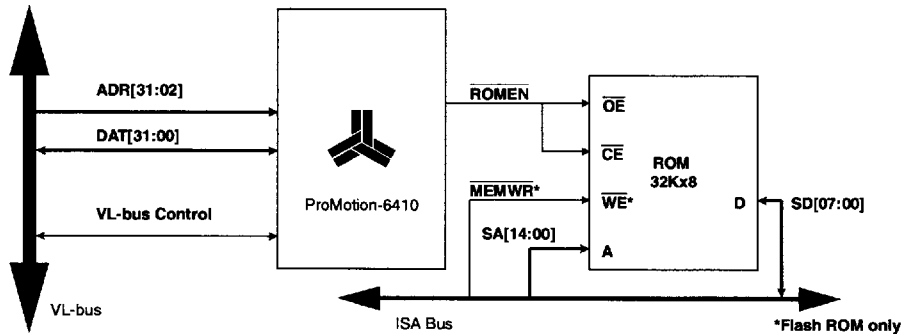 ADR[31:02]
DAT[31:00]
VL-bus Control
VL-bus
ProMotion-6410
ROMEN
MEMWR*
SA[14:00]
OE
CE
WE*
A
ROM
32Kx8
D
SD[07:00]
ISA Bus
*Flash ROM only